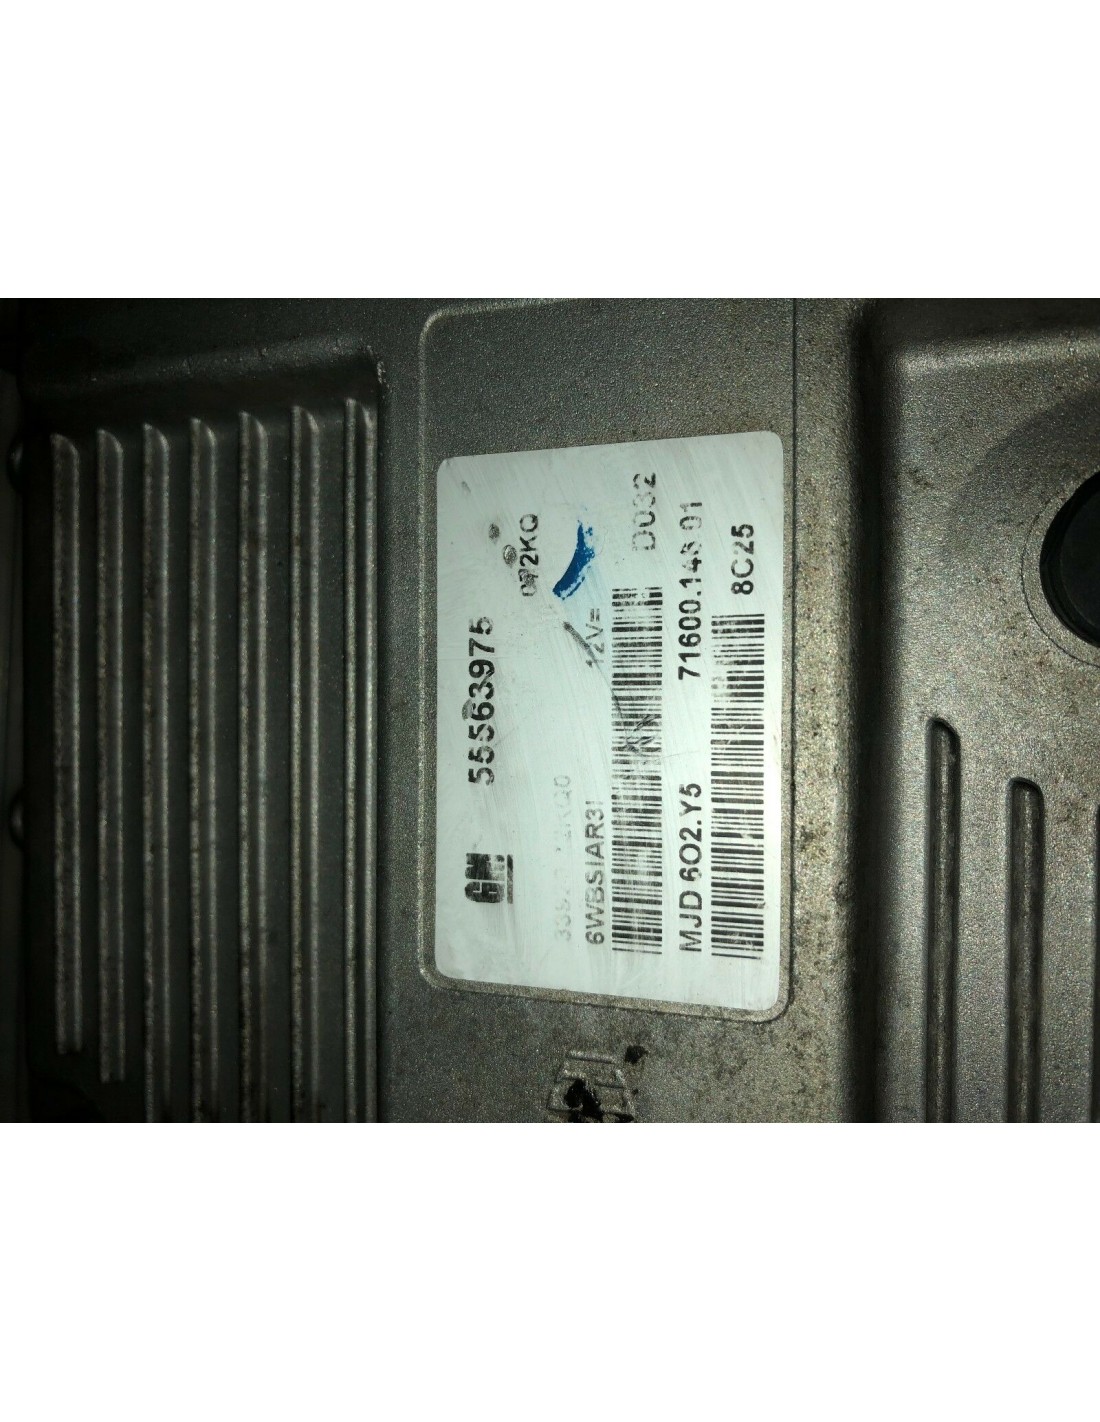 GM 55563975
6WBSIAR3I 12V=
D032
MJD 6O2.Y5 71600.148.01
8C25